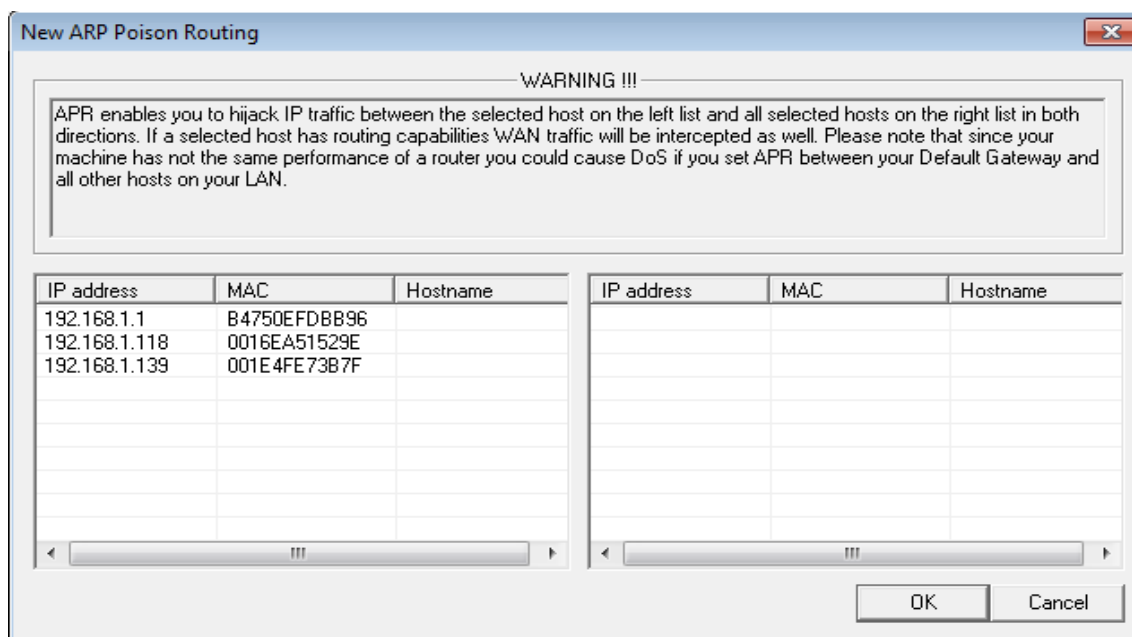 New ARP Poison Routing
WARNING !!!
APR enables you to hijack IP traffic between the selected host on the left list and all selected hosts on the right list in both
directions. If a selected host has routing capabilities WAN traffic will be intercepted as well. Please note that since your
machine has not the same performance of a router you could cause DoS if you set APR between your Default Gateway and
all other hosts on your LAN.
IP address MAC Hostname IP address MAC Hostname
192.168.1.1 B4750EFDBB96
192.168.1.118 0016EA51529E
192.168.1.139 001E4FE73B7F
OK Cancel